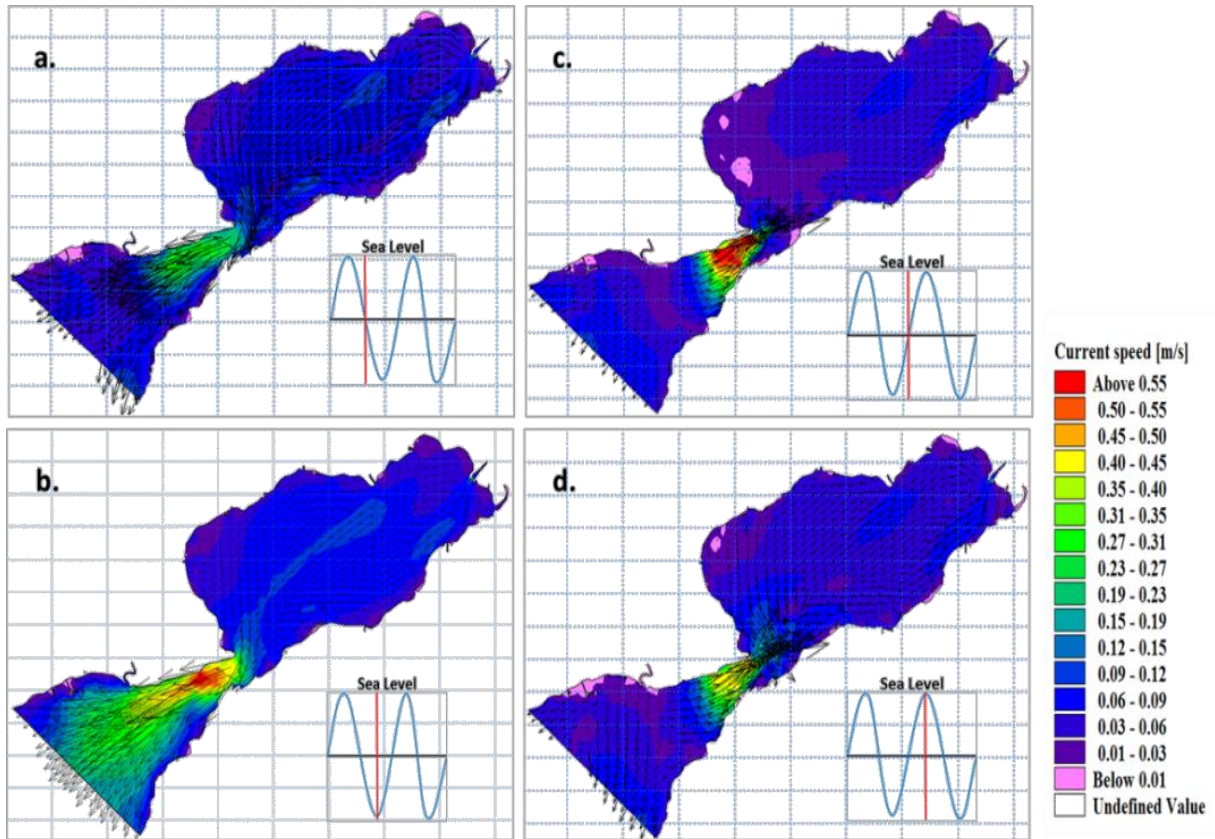 a.
Sea Level
c.
Sea Level
b.
Sea Level
d.
Sea Level
Current speed [m/s]
Above 0.55
0.50 - 0.55
0.45 - 0.50
0.40 - 0.45
0.35 - 0.40
0.31 - 0.35
0.27 - 0.31
0.23 - 0.27
0.19 - 0.23
0.15 - 0.19
0.12 - 0.15
0.09 - 0.12
0.06 - 0.09
0.03 - 0.06
0.01 - 0.03
Below 0.01
Undefined Value